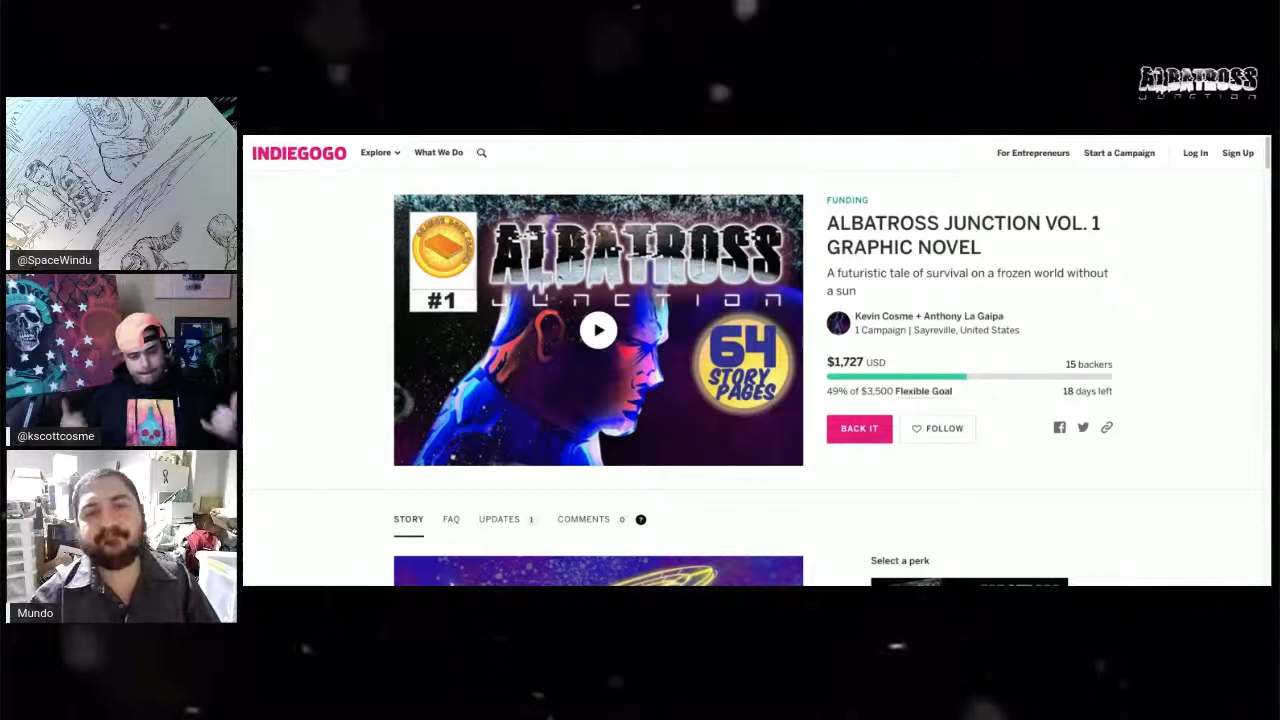 ALBATROSS
JUNCTION
@SpaceWindu
@kscottcosme
Mundo
INDIEGOGO
Explore
What We Do
For Entrepreneurs
Start a Campaign
Log In
Sign Up
#1
ALBATROSS
JUNCTION
64
STORY
PAGES
FUNDING
ALBATROSS JUNCTION VOL. 1
GRAPHIC NOVEL
A futuristic tale of survival on a frozen world without
a sun
Kevin Cosme + Anthony La Gaipa
1 Campaign | Sayreville, United States
$1,727 USD
15 backers
49% of $3,500 Flexible Goal
18 days left
BACK IT
FOLLOW
STORY
FAQ
UPDATES 1
COMMENTS 0 ?
Select a perk